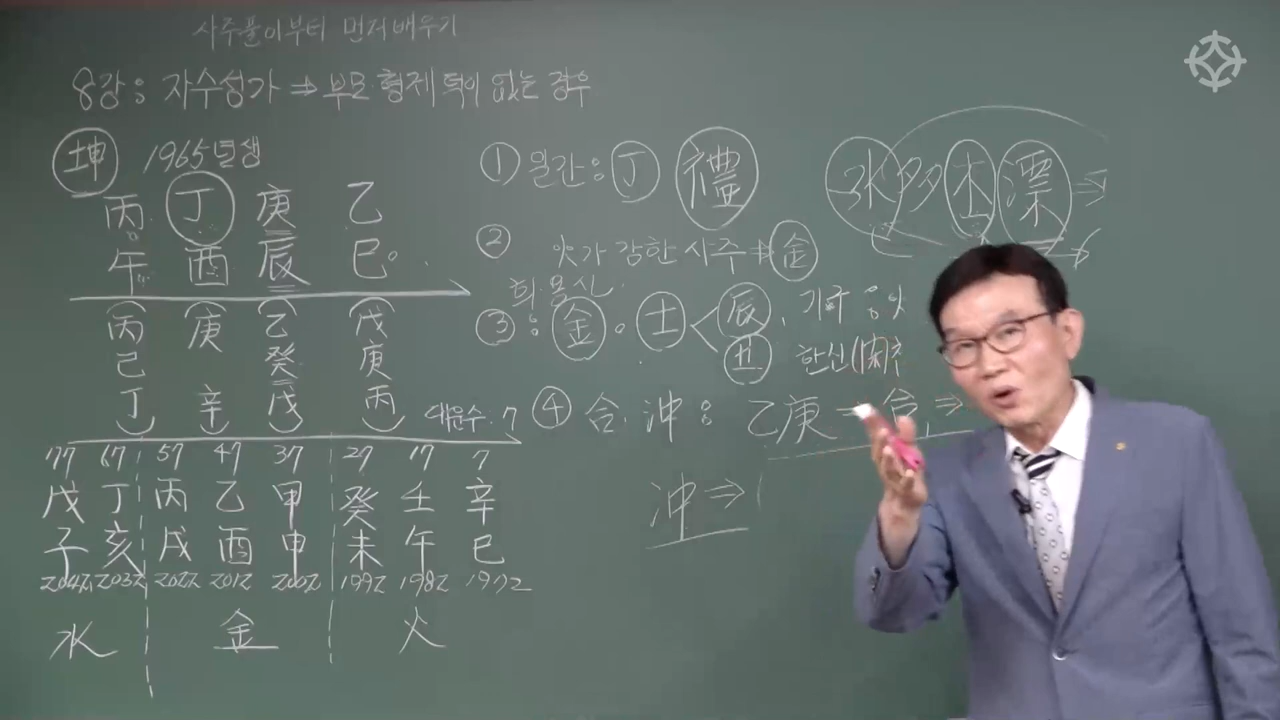 사주풀이부터 먼저배우기
8강: 자수성가 ⇒ 부모·형제 덕이 없는 경우
坤 1965년생
丙 丁 庚 乙
午 酉 辰 巳
丙 庚 乙 戊
己 癸 庚
丁 辛 戊 丙
대운수. 7
77 67 57 47 37 27 17 7
戊 丁 丙 乙 甲 癸 壬 辛
子 亥 戌 酉 申 未 午 巳
2042 2032 2022 2012 2002 1992 1982 1972
水 金 火
① 일간: 丁 禮
② 火가 강한 사주 ⇒ 金
희용신
③ : 金. 土 < 辰, 丑
기구
한신
④ 合. 沖: 乙庚 → 合, ⇒
沖 ⇒
水多木漂 ⇒